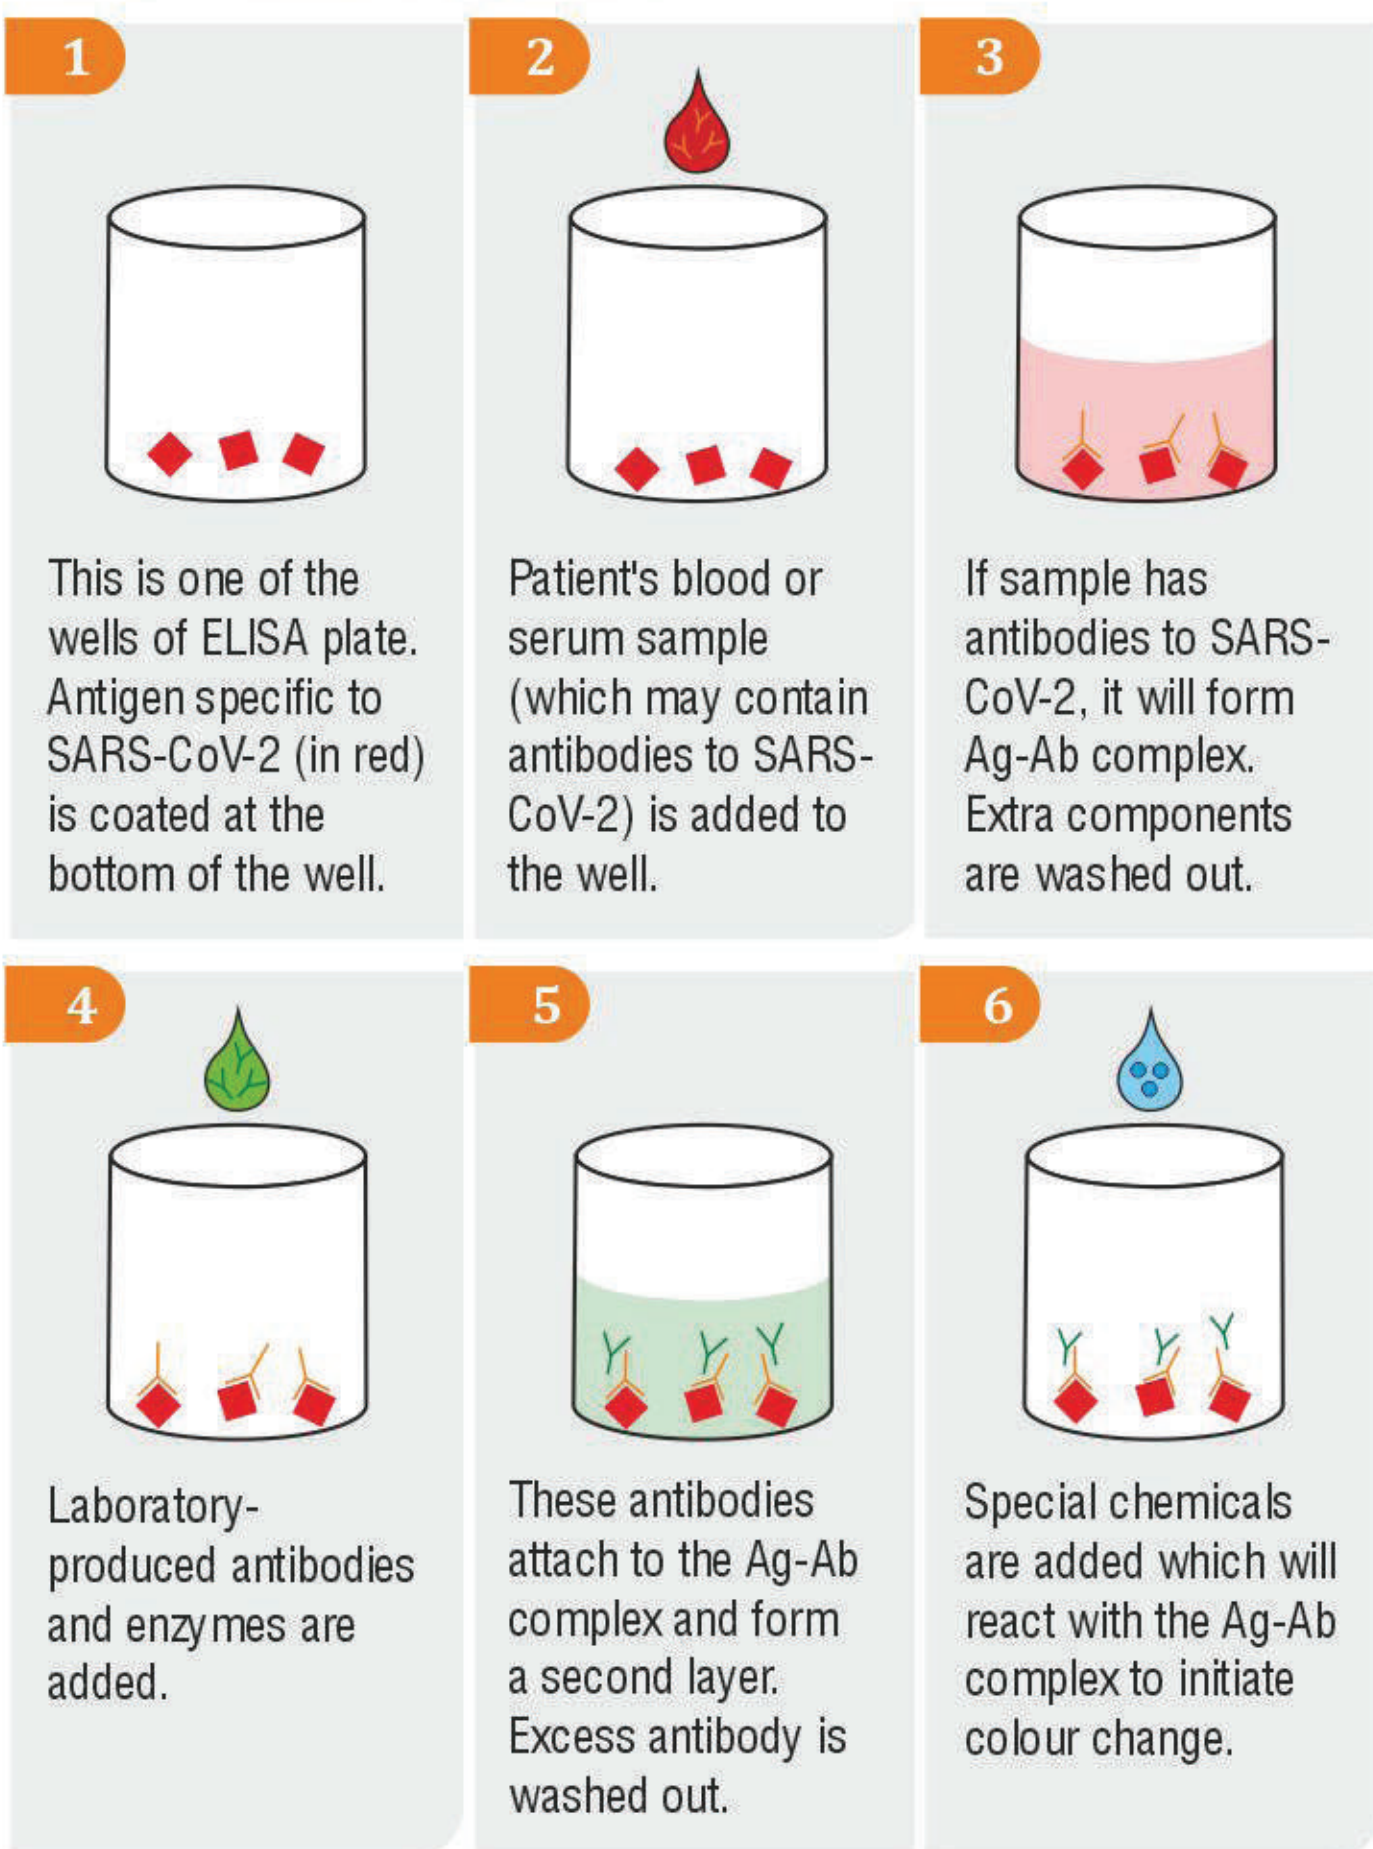 1
This is one of the
wells of ELISA plate.
Antigen specific to
SARS-CoV-2 (in red)
is coated at the
bottom of the well.
2
Patient's blood or
serum sample
(which may contain
antibodies to SARS-
CoV-2) is added to
the well.
3
If sample has
antibodies to SARS-
CoV-2, it will form
Ag-Ab complex.
Extra components
are washed out.
4
Laboratory-
produced antibodies
and enzymes are
added.
5
These antibodies
attach to the Ag-Ab
complex and form
a second layer.
Excess antibody is
washed out.
6
Special chemicals
are added which will
react with the Ag-Ab
complex to initiate
colour change.